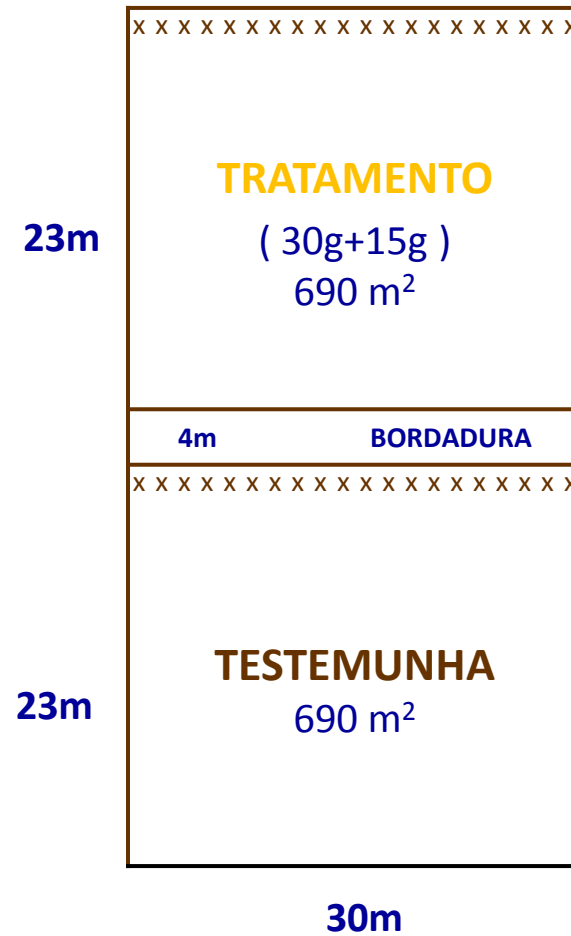 x x x x x x x x x x x x x x x x x x x x
TRATAMENTO
23m
( 30g+15g )
690 m²
4m BORDADURA
x x x x x x x x x x x x x x x x x x x x
TESTEMUNHA
23m
690 m²
30m